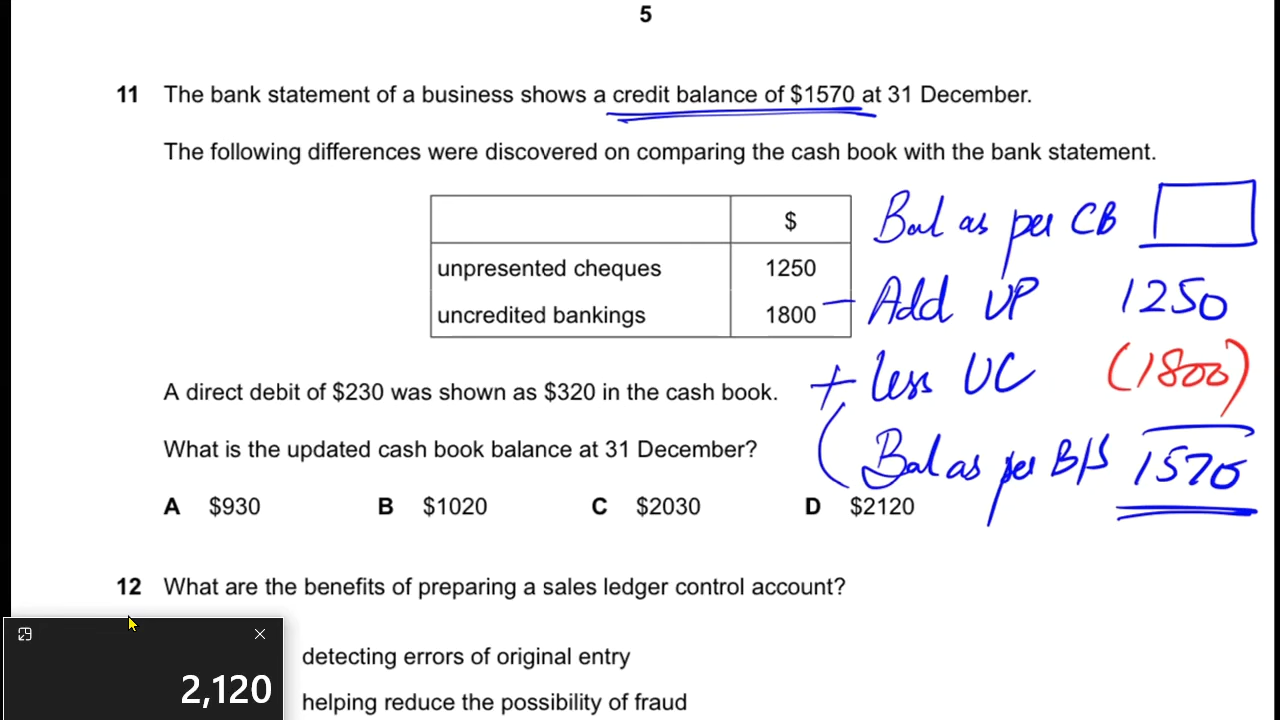 5
11 The bank statement of a business shows a credit balance of $1570 at 31 December.
The following differences were discovered on comparing the cash book with the bank statement.
$
unpresented cheques 1250
uncredited bankings 1800
Bal as per CB
- Add UP 1250
+ less UC (1800)
Bal as per B/S 1570
A direct debit of $230 was shown as $320 in the cash book.
What is the updated cash book balance at 31 December?
A $930 B $1020 C $2030 D $2120
12 What are the benefits of preparing a sales ledger control account?
detecting errors of original entry
helping reduce the possibility of fraud
2,120